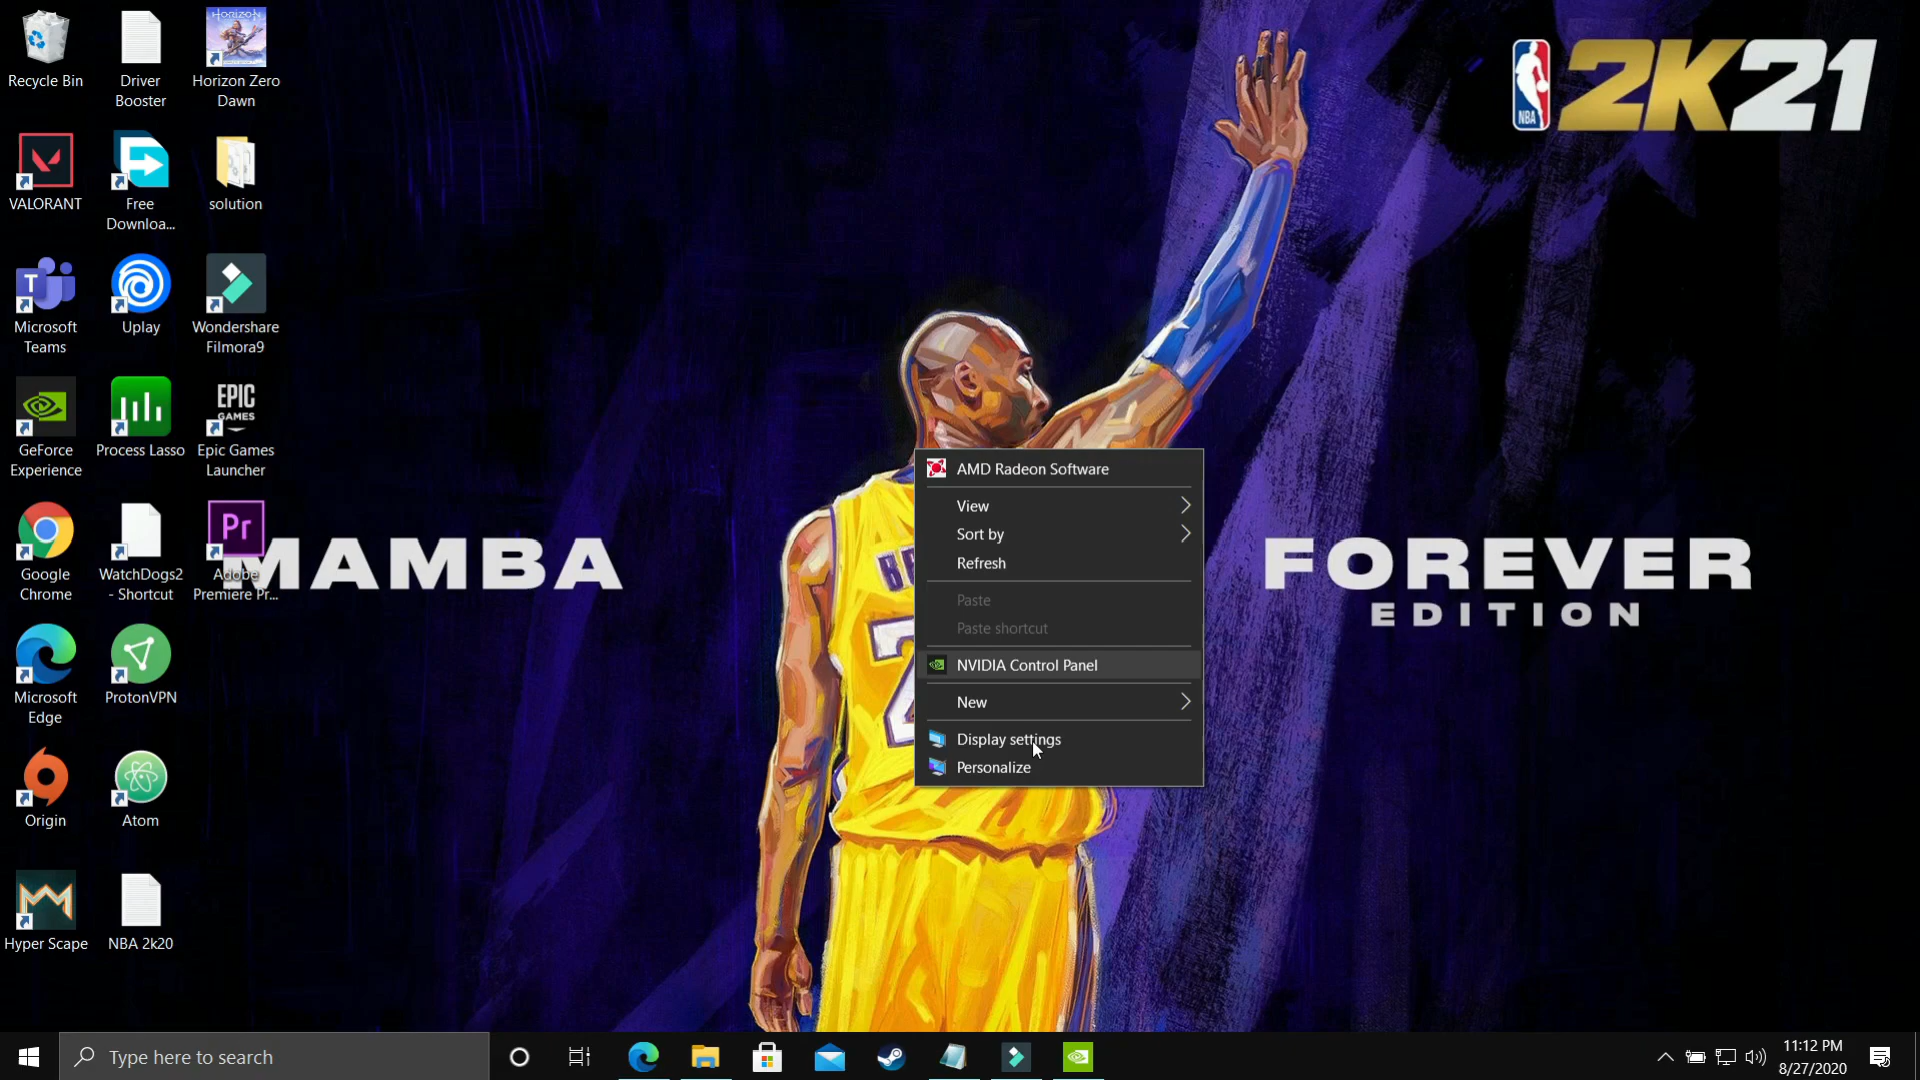 Recycle Bin
Driver
Booster
Horizon Zero
Dawn
HORIZON
VALORANT
Free
Downloa...
solution
Microsoft
Teams
Uplay
Wondershare
Filmora9
GeForce
Experience
Process Lasso
EPIC
GAMES
Epic Games
Launcher
Google
Chrome
WatchDogs2
- Shortcut
Pr
Adobe
Premiere Pr...
Microsoft
Edge
ProtonVPN
Origin
Atom
Hyper Scape
NBA 2k20
NBA
2K21
MAMBA
FOREVER
EDITION
AMD Radeon Software
View
Sort by
Refresh
Paste
Paste shortcut
NVIDIA Control Panel
New
Display settings
Personalize
Type here to search
11:12 PM
8/27/2020